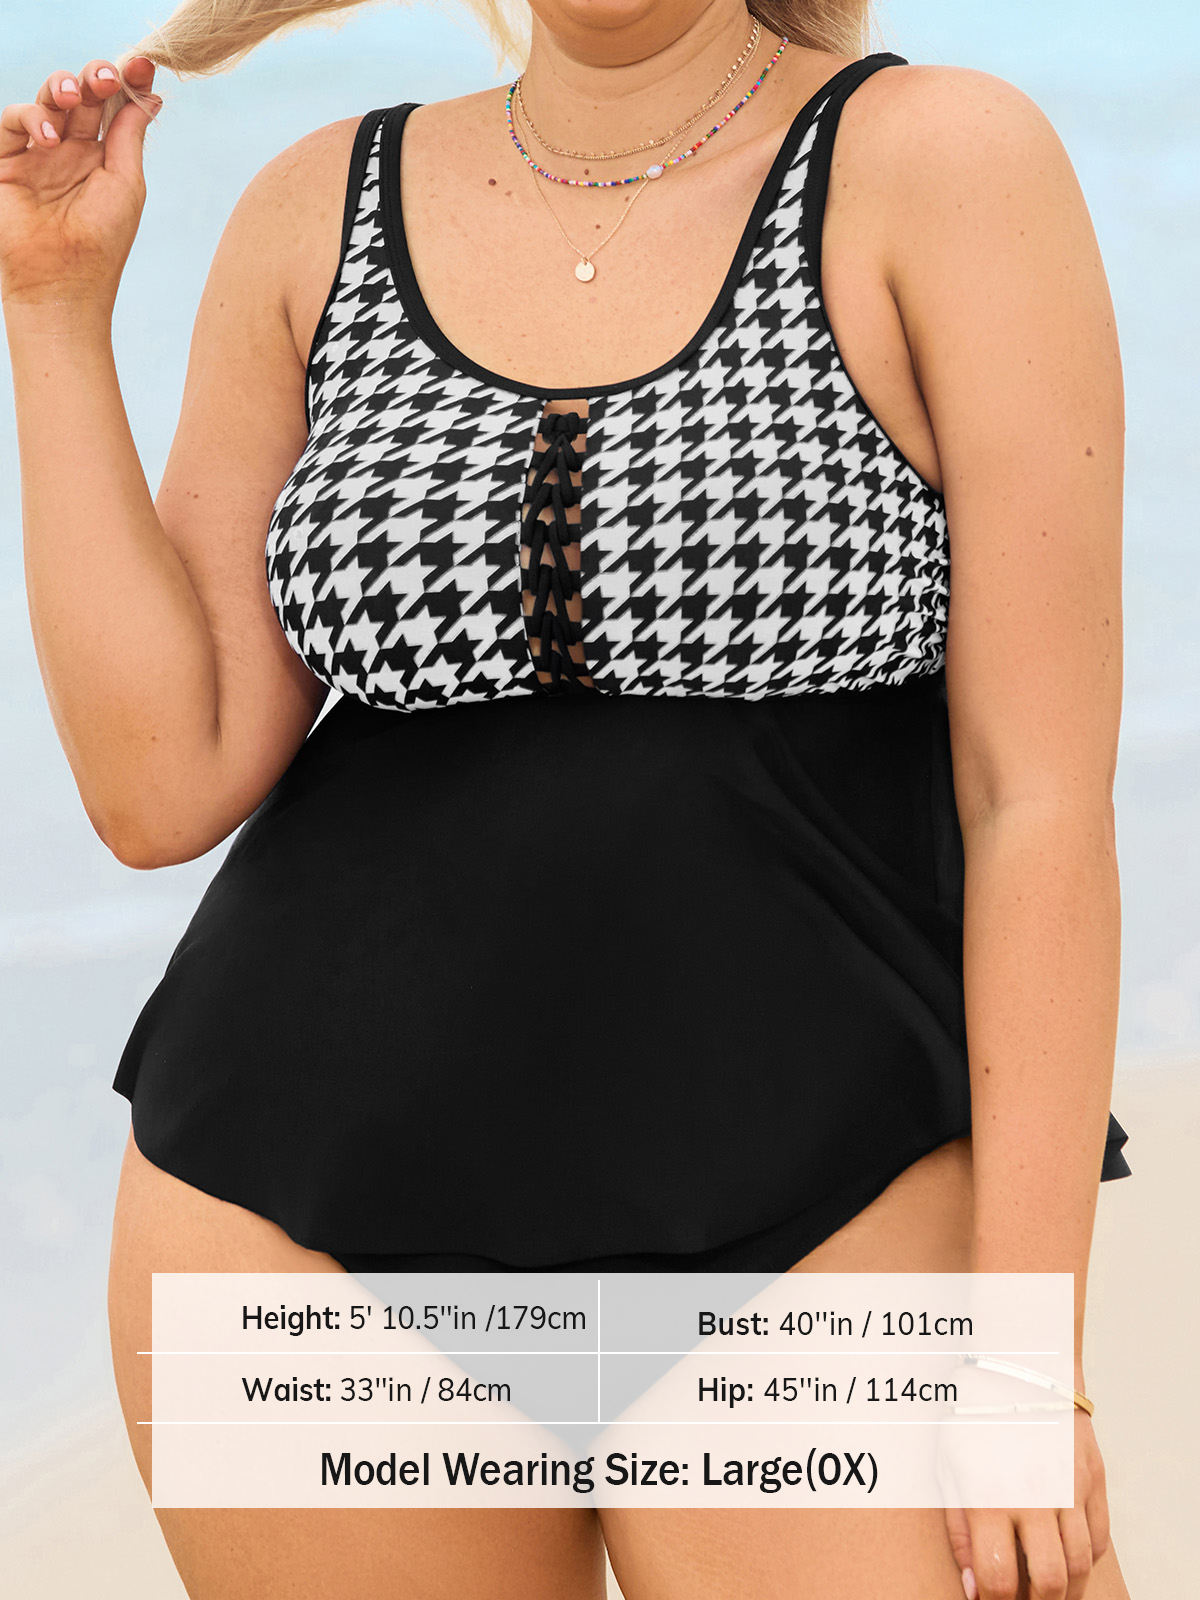 Height: 5' 10.5"in /179cm
Bust: 40"in / 101cm
Waist: 33"in / 84cm
Hip: 45"in / 114cm
Model Wearing Size: Large(0X)